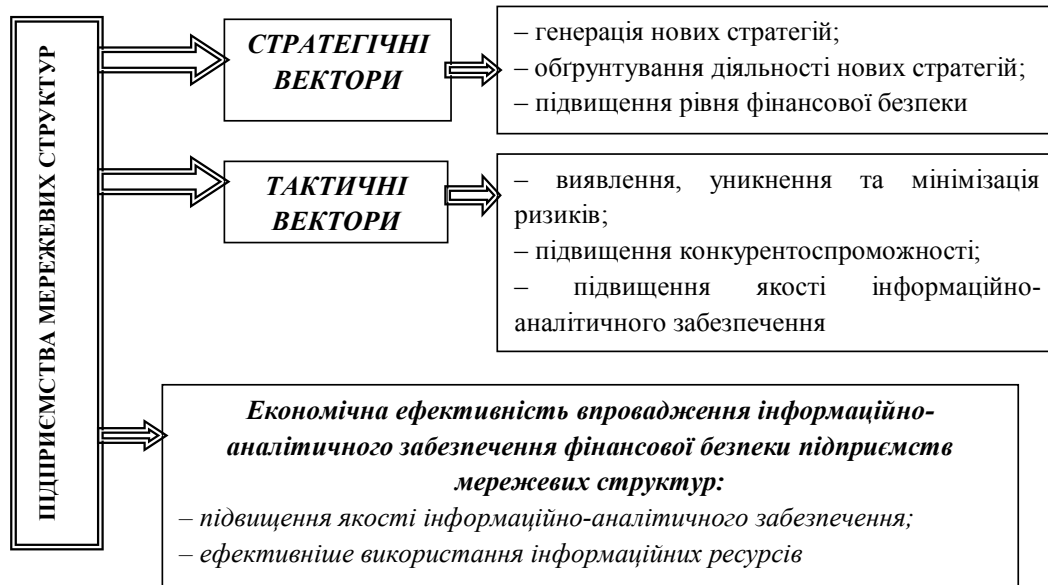 ПІДПРИЄМСТВА МЕРЕЖЕВИХ СТРУКТУР
СТРАТЕГІЧНІ
ВЕКТОРИ
– генерація нових стратегій;
– обґрунтування діяльності нових стратегій;
– підвищення рівня фінансової безпеки
ТАКТИЧНІ
ВЕКТОРИ
– виявлення, уникнення та мінімізація
ризиків;
– підвищення конкурентоспроможності;
– підвищення якості інформаційно-
аналітичного забезпечення
Економічна ефективність впровадження інформаційно-
аналітичного забезпечення фінансової безпеки підприємств
мережевих структур:
– підвищення якості інформаційно-аналітичного забезпечення;
– ефективніше використання інформаційних ресурсів